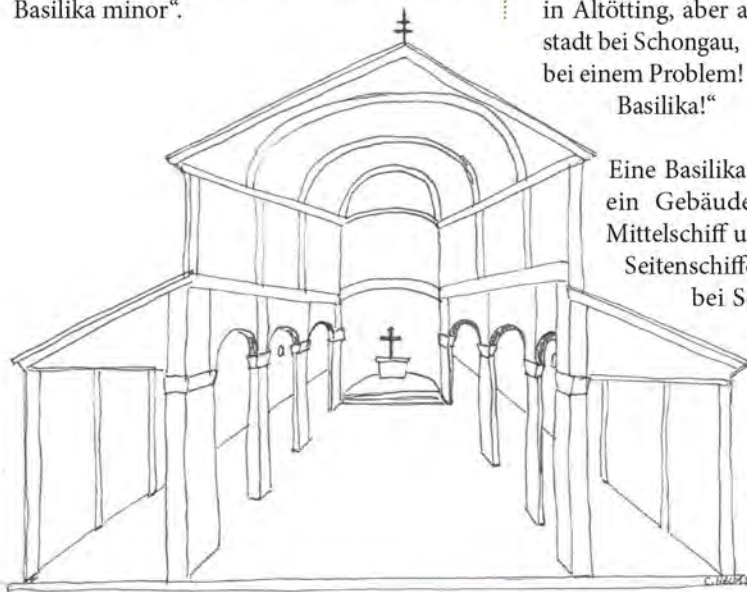 Basilika minor“.
in Altötting, aber a
stadt bei Schongau,
bei einem Problem!
Basilika!“
Eine Basilika
ein Gebäude
Mittelschiff u
Seitenschiffe
bei S